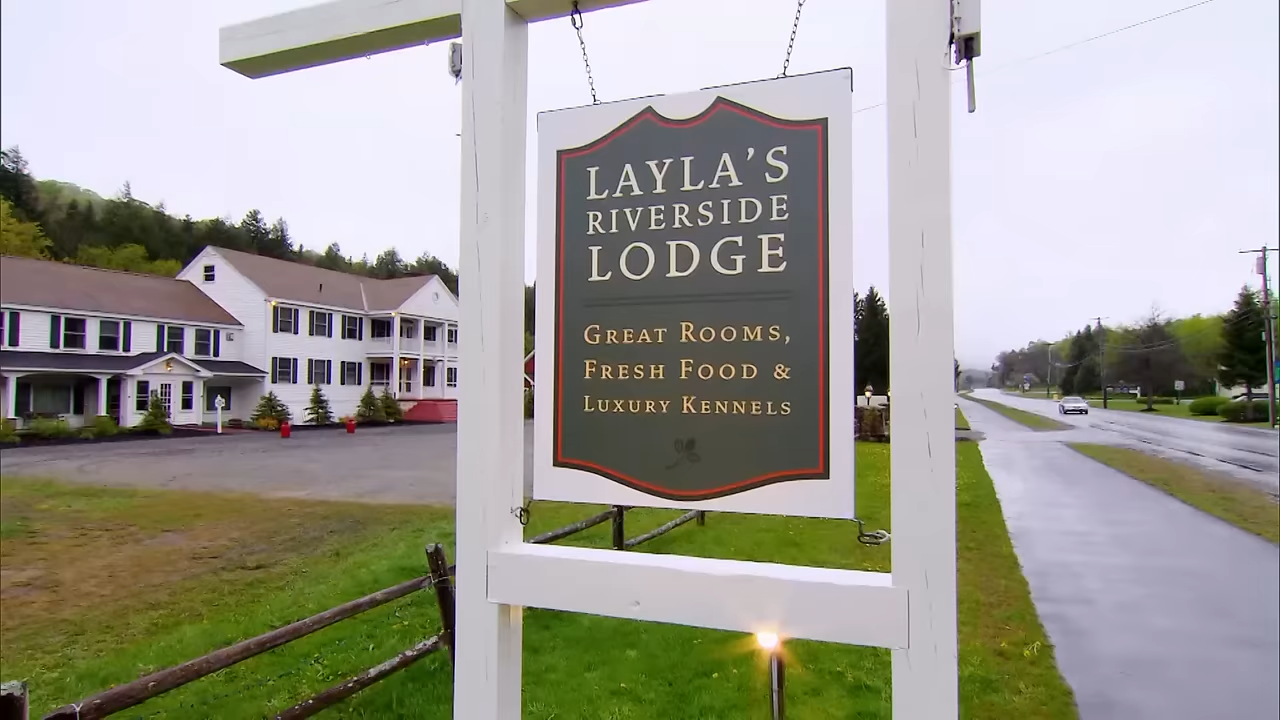 LAYLA'S
RIVERSIDE
LODGE
GREAT ROOMS,
FRESH FOOD &
LUXURY KENNELS